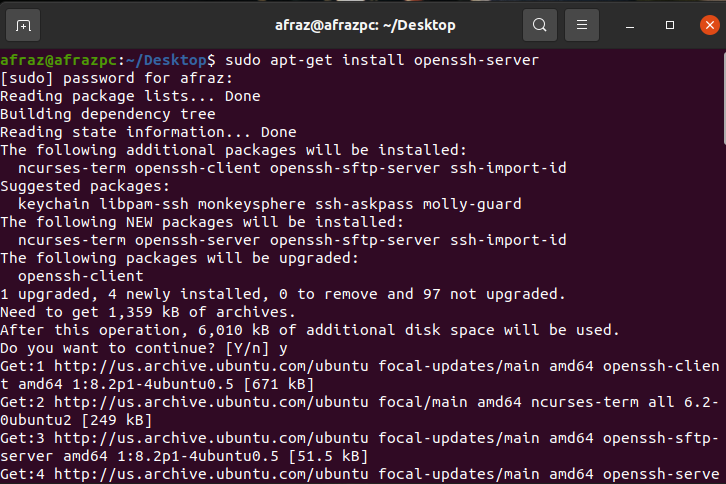 afraz@afrazpc: ~/Desktop
afraz@afrazpc:~/Desktop$ sudo apt-get install openssh-server
[sudo] password for afraz:
Reading package lists... Done
Building dependency tree
Reading state information... Done
The following additional packages will be installed:
  ncurses-term openssh-client openssh-sftp-server ssh-import-id
Suggested packages:
  keychain libpam-ssh monkeysphere ssh-askpass molly-guard
The following NEW packages will be installed:
  ncurses-term openssh-server openssh-sftp-server ssh-import-id
The following packages will be upgraded:
  openssh-client
1 upgraded, 4 newly installed, 0 to remove and 97 not upgraded.
Need to get 1,359 kB of archives.
After this operation, 6,010 kB of additional disk space will be used.
Do you want to continue? [Y/n] y
Get:1 http://us.archive.ubuntu.com/ubuntu focal-updates/main amd64 openssh-clien
t amd64 1:8.2p1-4ubuntu0.5 [671 kB]
Get:2 http://us.archive.ubuntu.com/ubuntu focal/main amd64 ncurses-term all 6.2-
0ubuntu2 [249 kB]
Get:3 http://us.archive.ubuntu.com/ubuntu focal-updates/main amd64 openssh-sftp-
server amd64 1:8.2p1-4ubuntu0.5 [51.5 kB]
Get:4 http://us.archive.ubuntu.com/ubuntu focal-updates/main amd64 openssh-serve